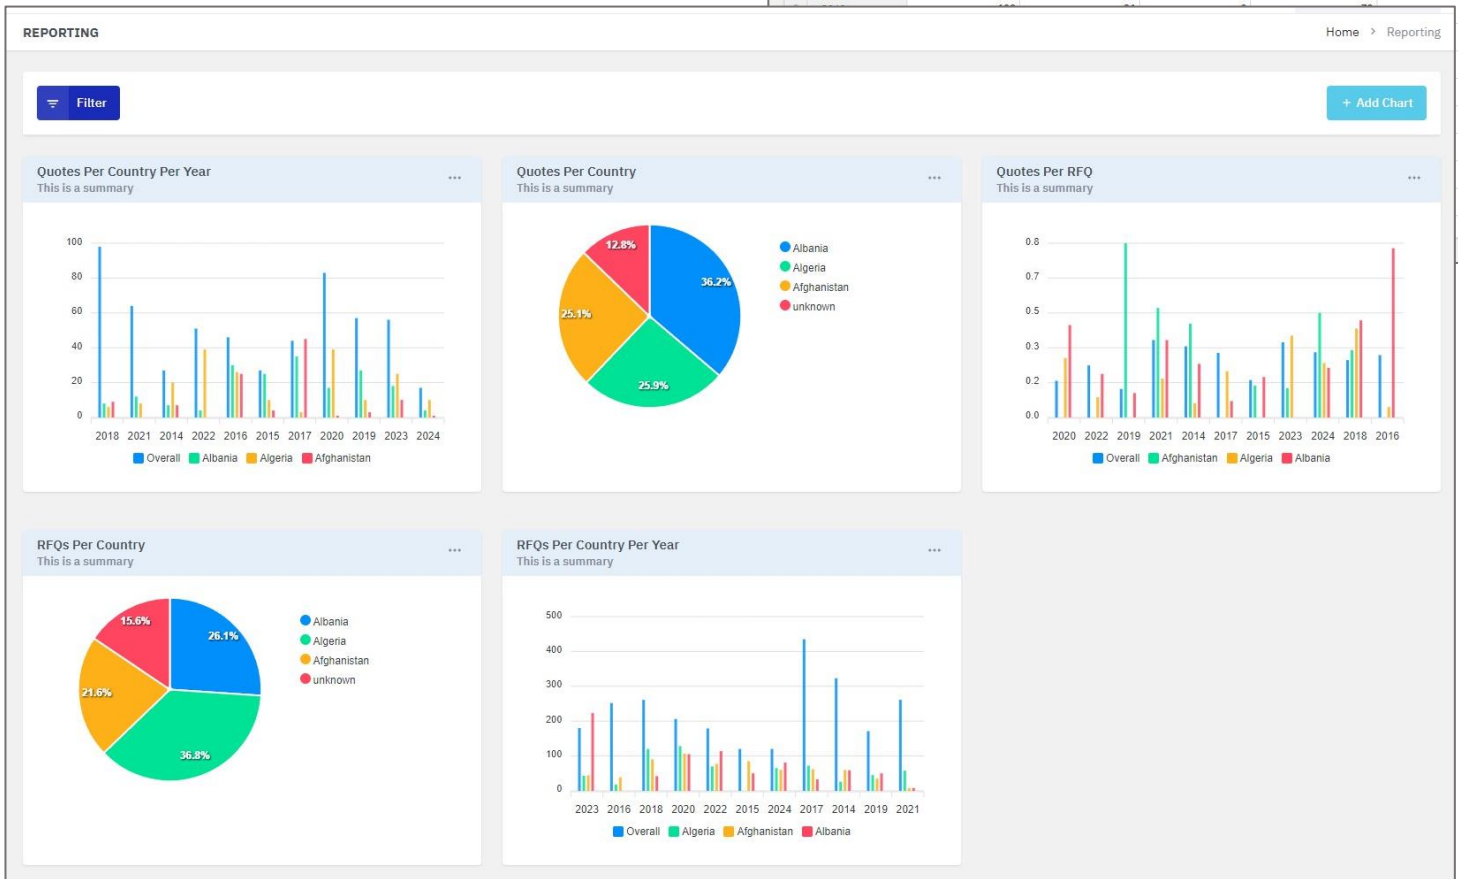 REPORTING
Home > Reporting
Filter
+ Add Chart
Quotes Per Country Per Year
This is a summary
...
100
80
60
40
20
0
2018 2021 2014 2022 2016 2015 2017 2020 2019 2023 2024
Overall Albania Algeria Afghanistan
Quotes Per Country
This is a summary
...
12.8%
36.2%
25.1%
25.9%
Albania
Algeria
Afghanistan
unknown
Quotes Per RFQ
This is a summary
...
0.8
0.7
0.5
0.3
0.2
0.0
2020 2022 2019 2021 2014 2017 2015 2023 2024 2018 2016
Overall Afghanistan Algeria Albania
RFQs Per Country
This is a summary
...
15.6%
26.1%
21.6%
36.8%
Albania
Algeria
Afghanistan
unknown
RFQs Per Country Per Year
This is a summary
...
500
400
300
200
100
0
2023 2016 2018 2020 2022 2015 2024 2017 2014 2019 2021
Overall Algeria Afghanistan Albania